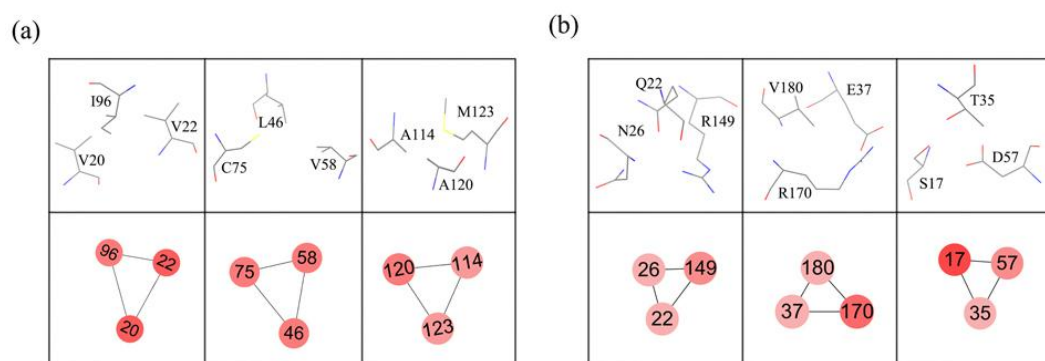 (a)
I96
V22
V20
L46
C75
V58
M123
A114
A120
96
22
20
75
58
46
120
114
123
(b)
Q22
R149
N26
V180
E37
R170
T35
D57
S17
26
149
22
180
37
170
17
57
35